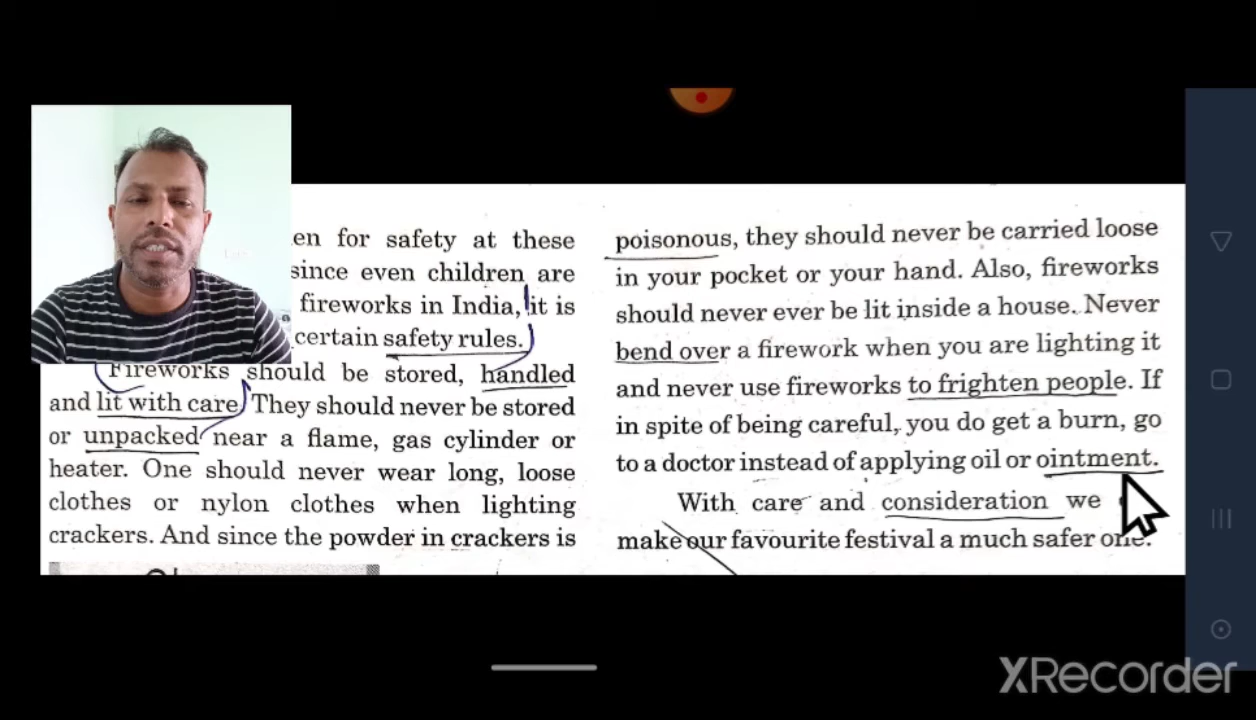 en for safety at these
since even children are
fireworks in India, it is
certain safety rules.
Fireworks should be stored, handled
and lit with care. They should never be stored
or unpacked near a flame, gas cylinder or
heater. One should never wear long, loose
clothes or nylon clothes when lighting
crackers. And since the powder in crackers is
poisonous, they should never be carried loose
in your pocket or your hand. Also, fireworks
should never ever be lit inside a house. Never
bend over a firework when you are lighting it
and never use fireworks to frighten people. If
in spite of being careful, you do get a burn, go
to a doctor instead of applying oil or ointment.
With care and consideration we
make our favourite festival a much safer one.
XRecorder